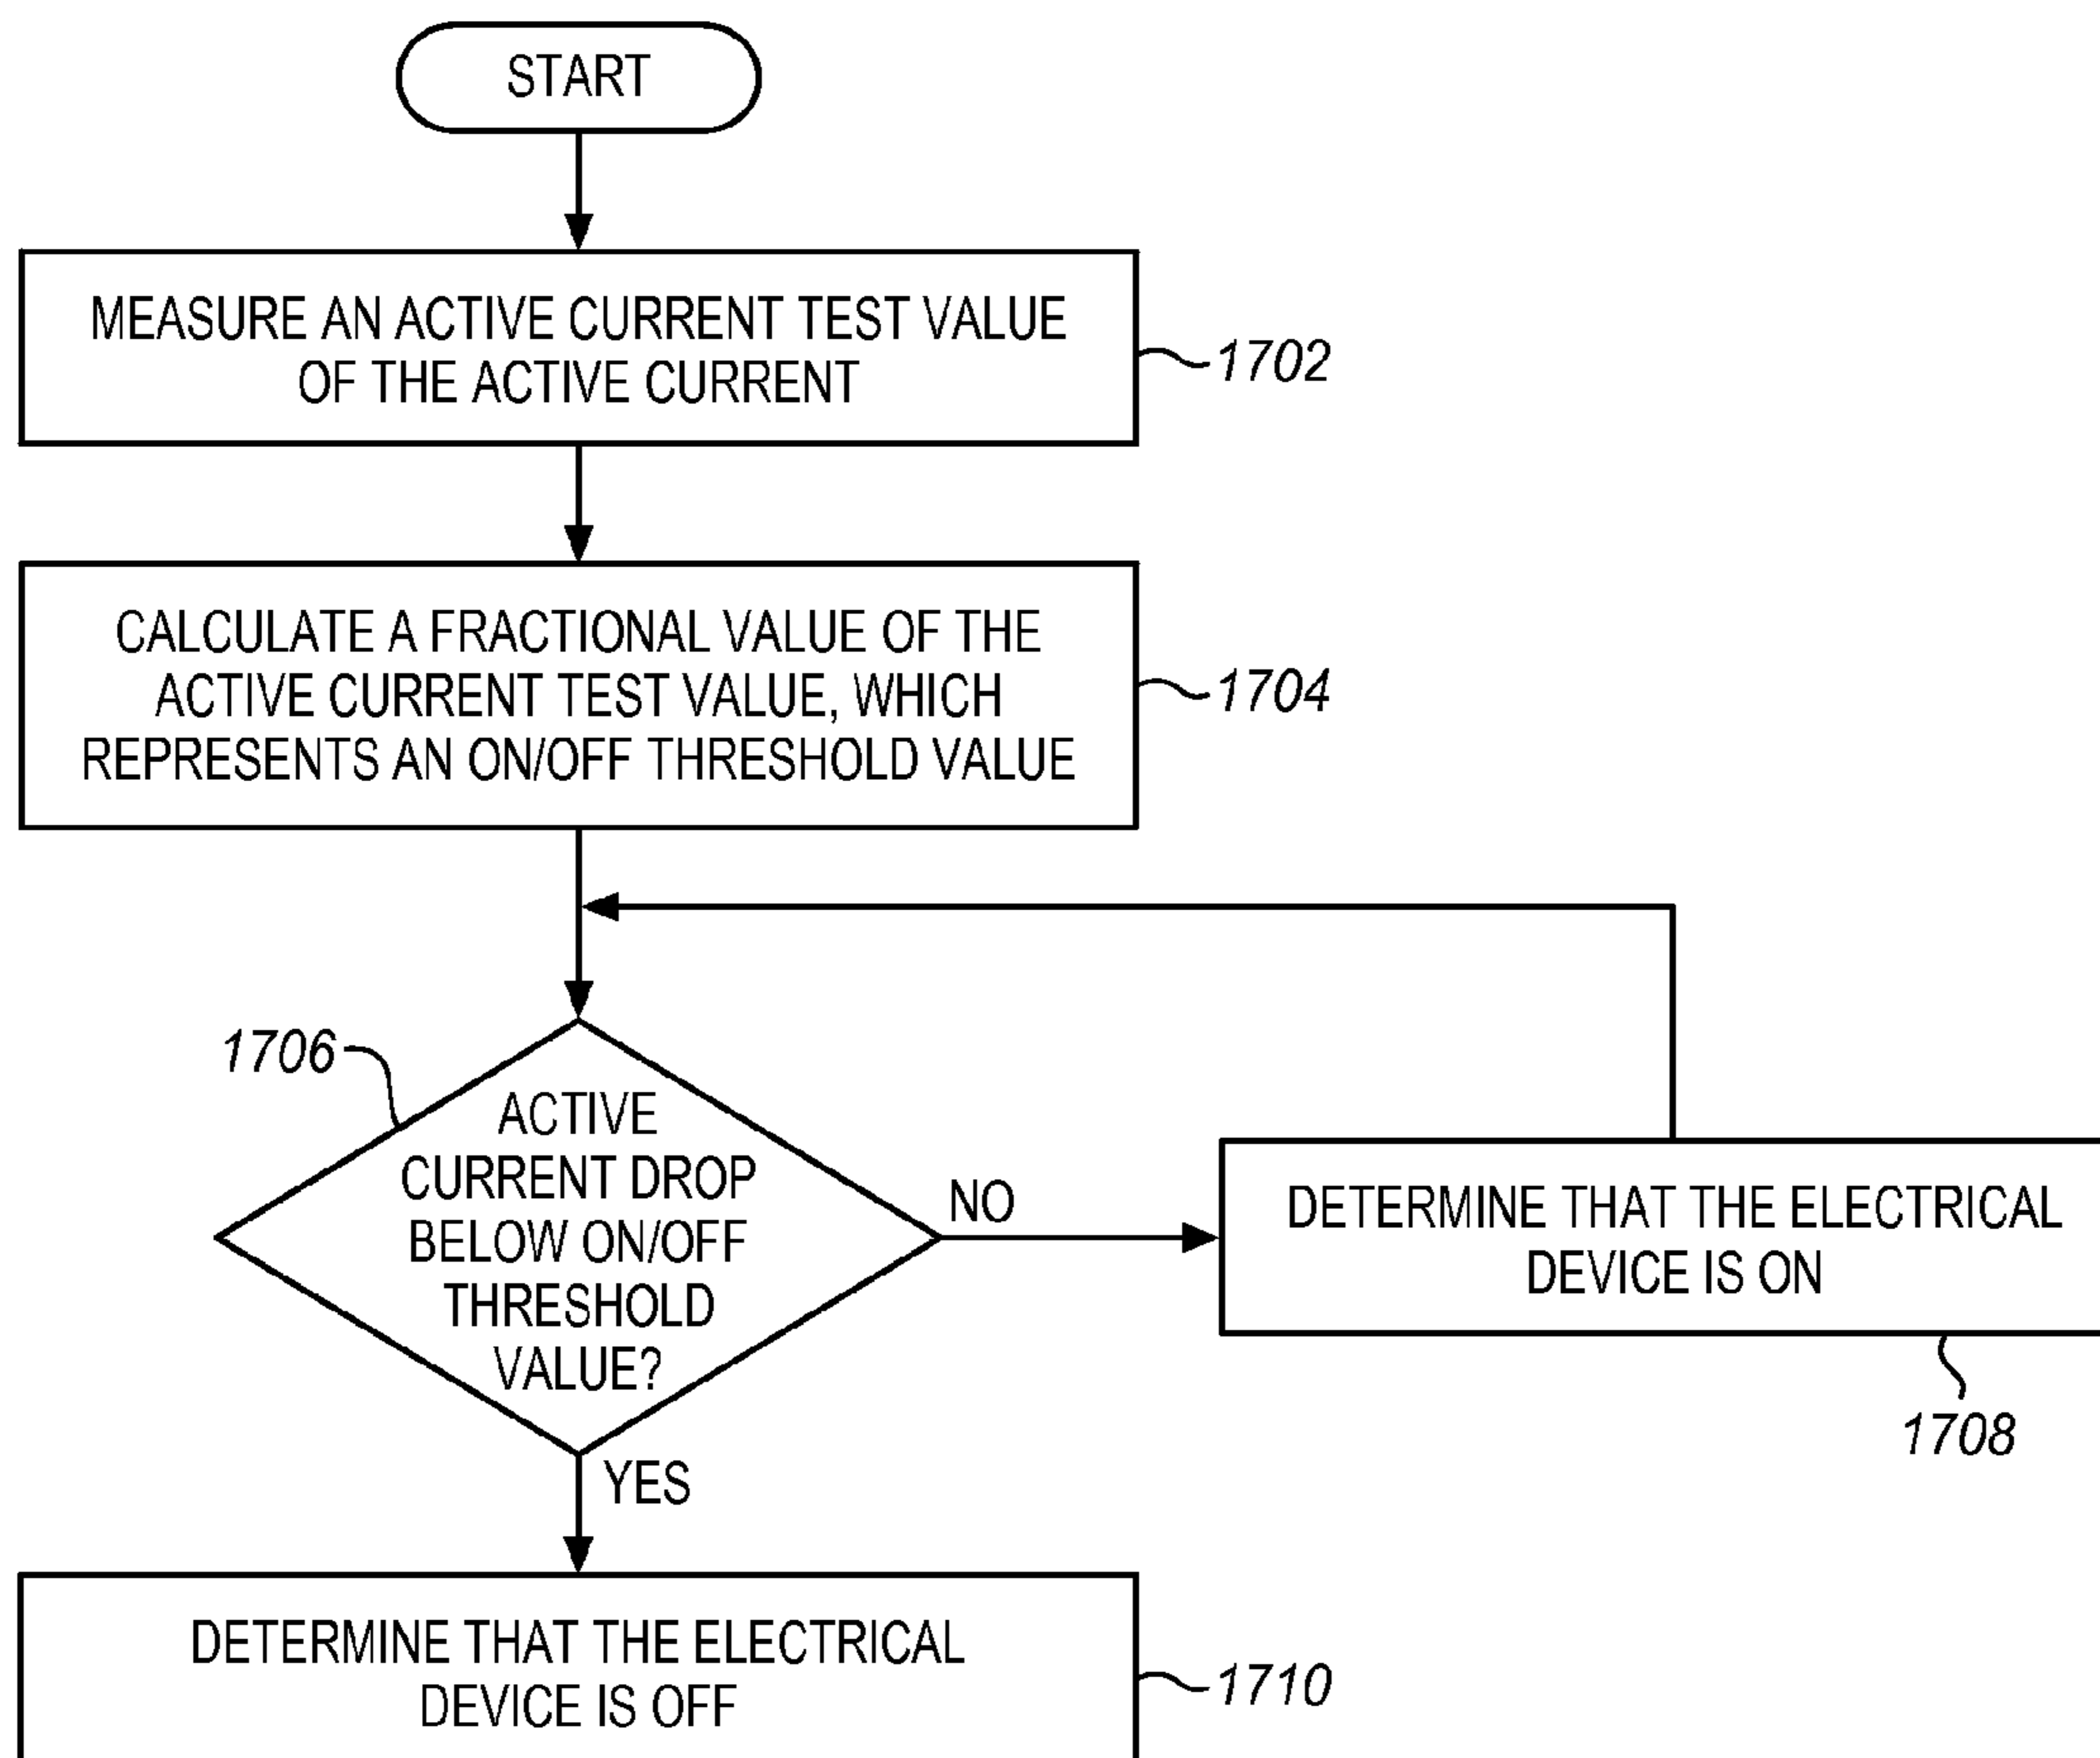 START
MEASURE AN ACTIVE CURRENT TEST VALUE
OF THE ACTIVE CURRENT
1702
CALCULATE A FRACTIONAL VALUE OF THE
ACTIVE CURRENT TEST VALUE, WHICH
REPRESENTS AN ON/OFF THRESHOLD VALUE
1704
1706
ACTIVE
CURRENT DROP
BELOW ON/OFF
THRESHOLD
VALUE?
NO
DETERMINE THAT THE ELECTRICAL
DEVICE IS ON
1708
YES
DETERMINE THAT THE ELECTRICAL
DEVICE IS OFF
1710